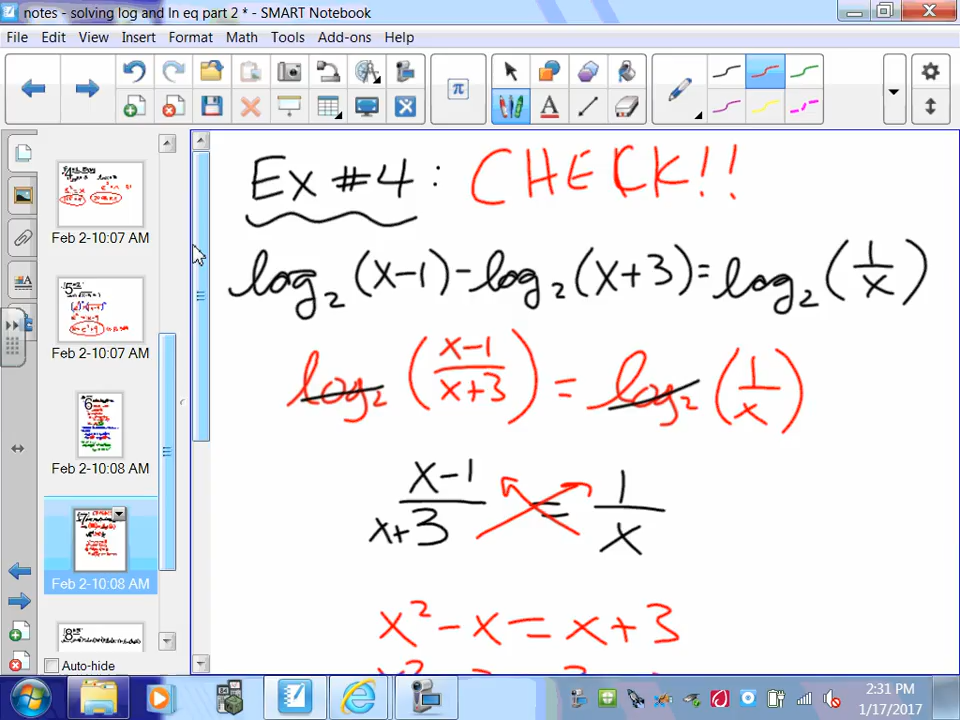 notes - solving log and ln eq part 2 * - SMART Notebook
File Edit View Insert Format Math Tools Add-ons Help
π
Feb 2-10:07 AM
Feb 2-10:07 AM
Feb 2-10:08 AM
Feb 2-10:08 AM
Auto-hide
Ex #4: CHECK!!
log₂(x-1)-log₂(x+3)=log₂(1/x)
log₂((x-1)/(x+3)) = log₂(1/x)
(x-1)/(x+3) = 1/x
x²-x=x+3
2:31 PM
1/17/2017